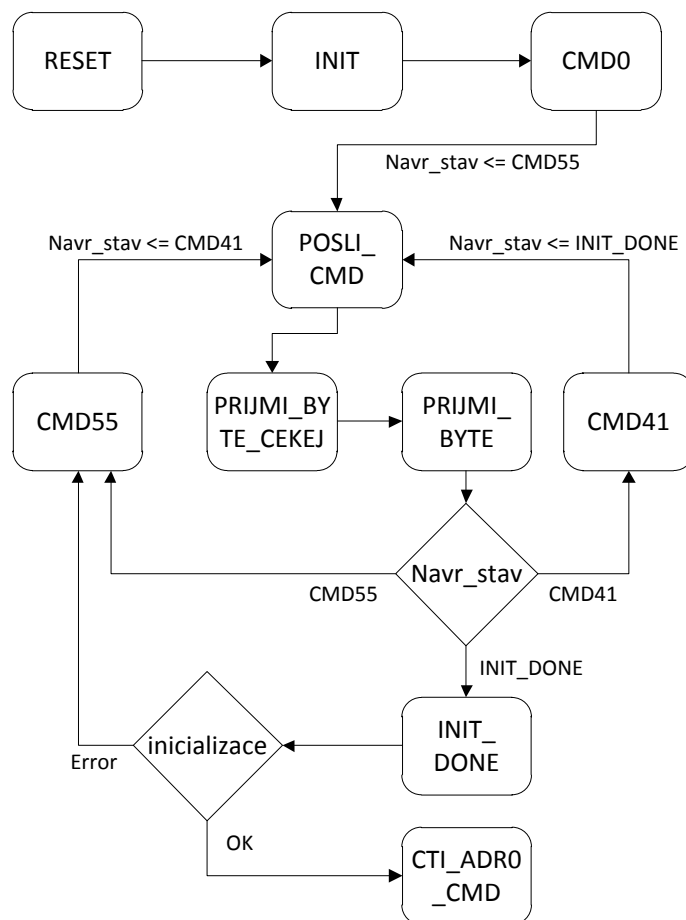 RESET
INIT
CMD0
Navr_stav <= CMD55
Navr_stav <= CMD41
POSLI_
CMD
Navr_stav <= INIT_DONE
CMD55
PRIJMI_BY
TE_CEKEJ
PRIJMI_
BYTE
CMD41
Navr_stav
CMD55
CMD41
INIT_DONE
inicializace
INIT_
DONE
Error
OK
CTI_ADR0
_CMD